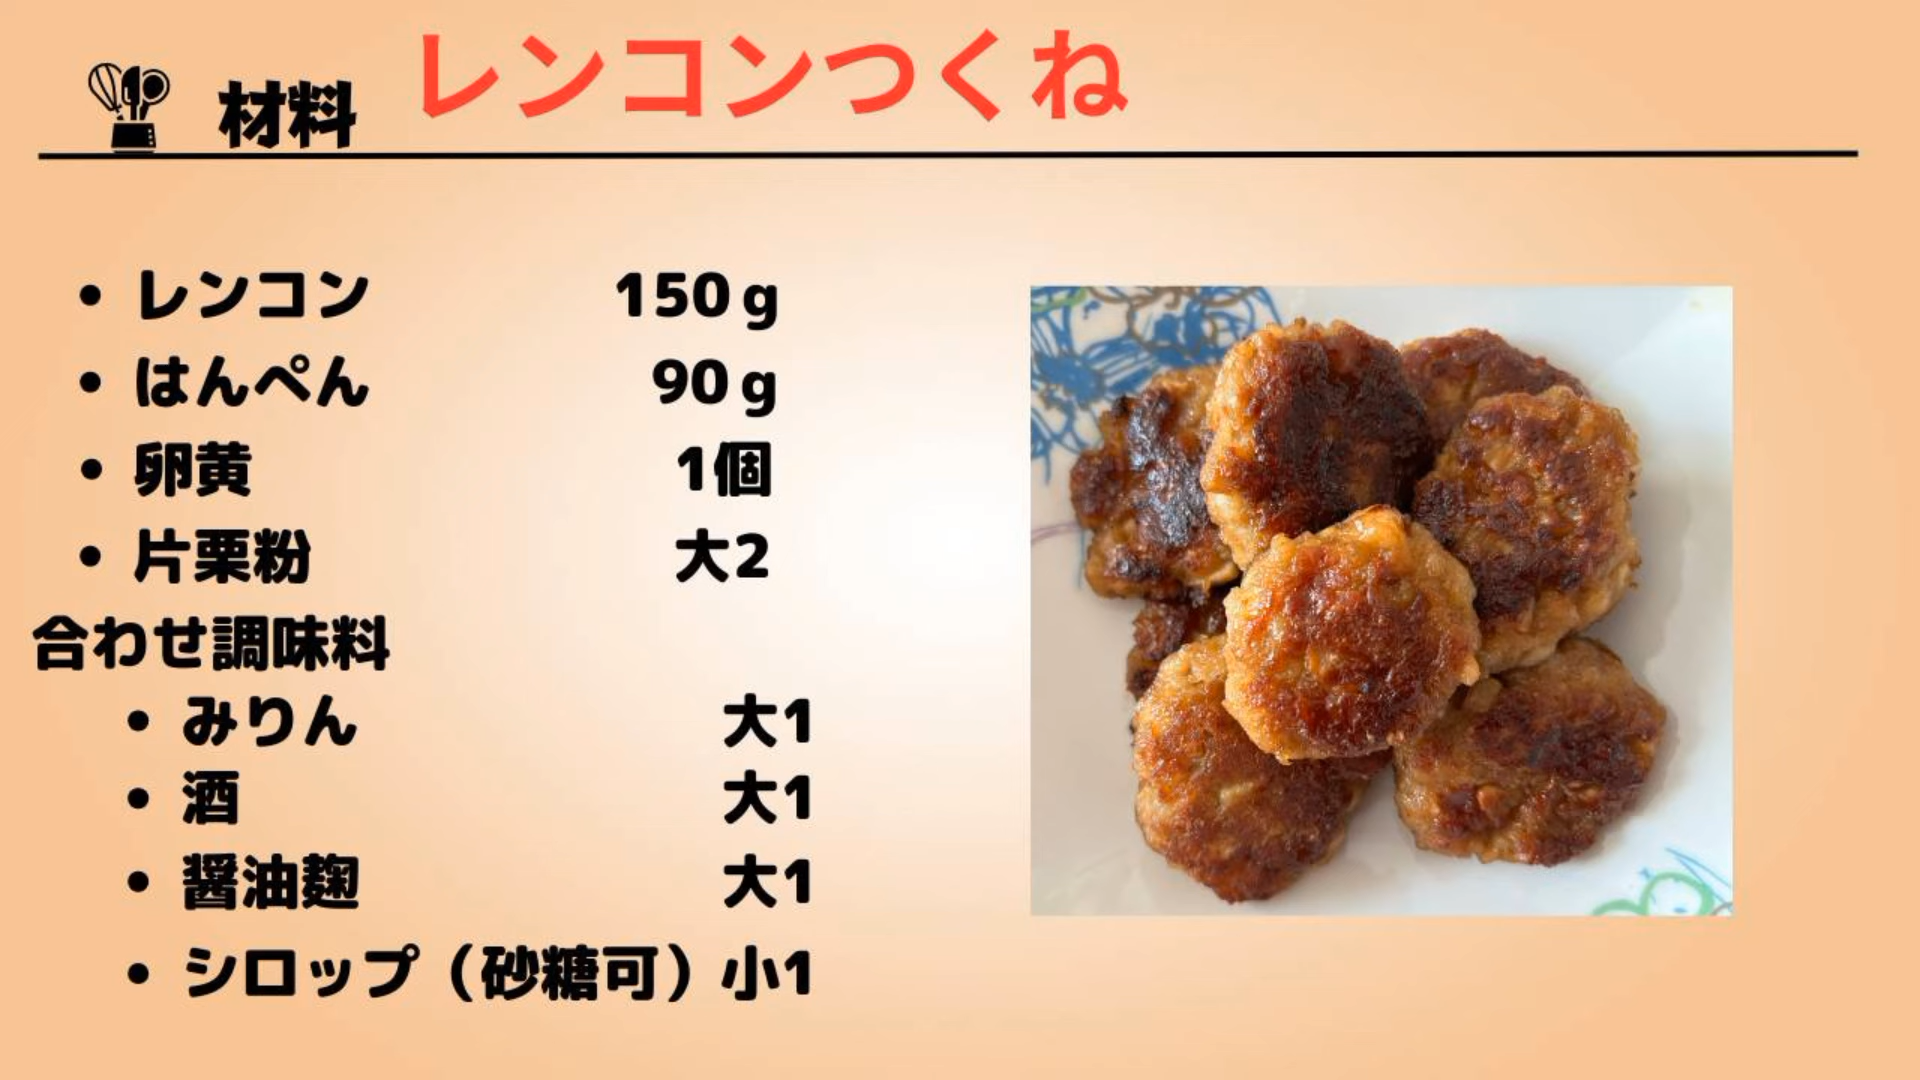 レンコンつくね
材料
レンコン 150g
はんぺん 90g
卵黄 1個
片栗粉 大2
合わせ調味料
みりん 大1
酒 大1
醤油麹 大1
シロップ（砂糖可）小1